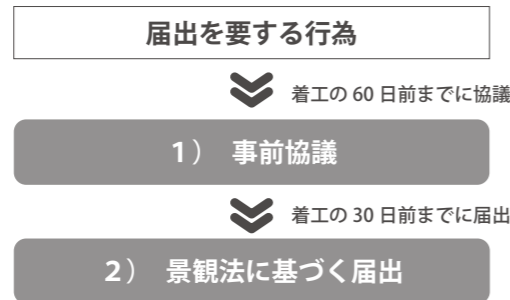 届出を要する行為
着工の 60 日前までに協議
1） 事前協議
着工の 30 日前までに届出
2） 景観法に基づく届出